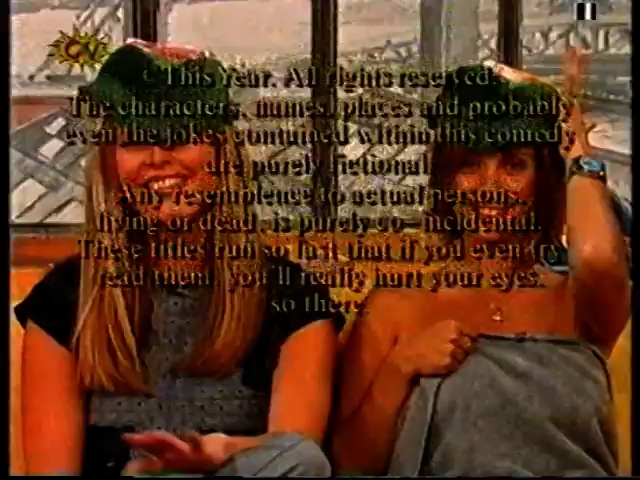 © This Year. All rights reserved.
The characters, names, places and probably
even the jokes contained within this comedy
are purely fictional.
Any resemblence to actual persons,
living or dead, is purely co-incidental.
These titles run so fast that if you even try
read them, you'll really hurt your eyes,
so there.